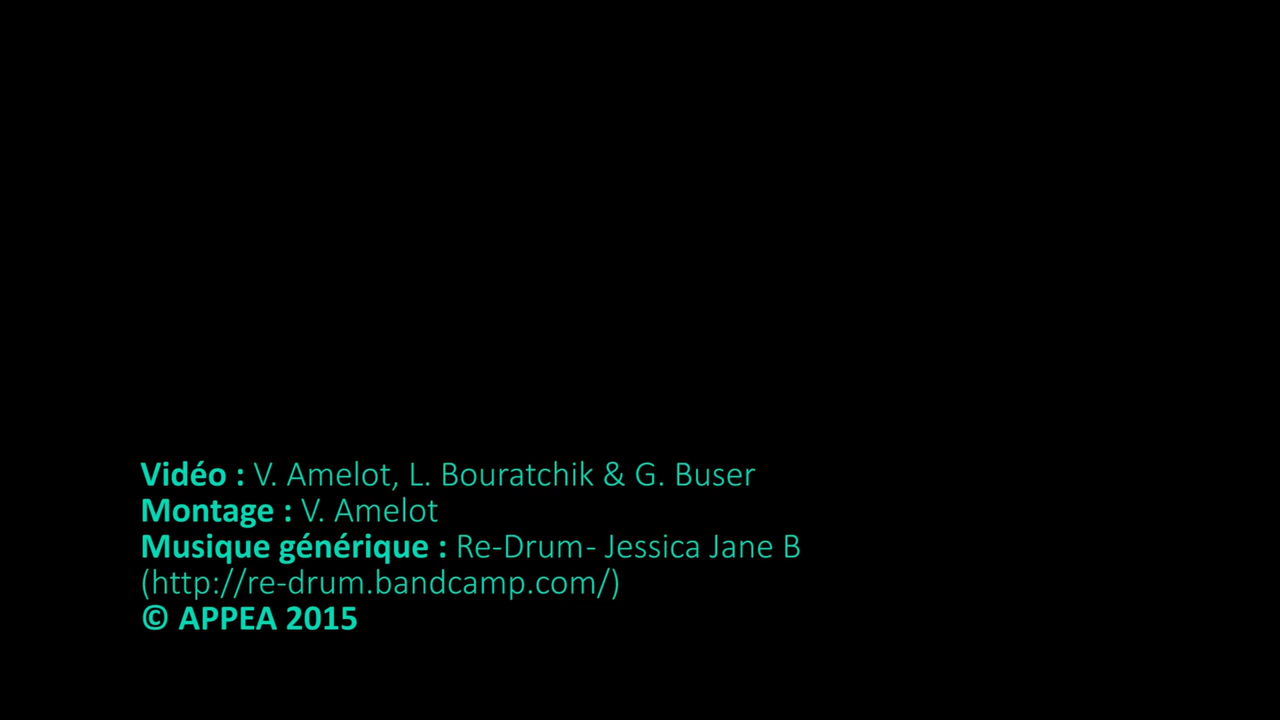 Vidéo : V. Amelot, L. Bouratchik & G. Buser
Montage : V. Amelot
Musique générique : Re-Drum- Jessica Jane B
(http://re-drum.bandcamp.com/)
© APPEA 2015